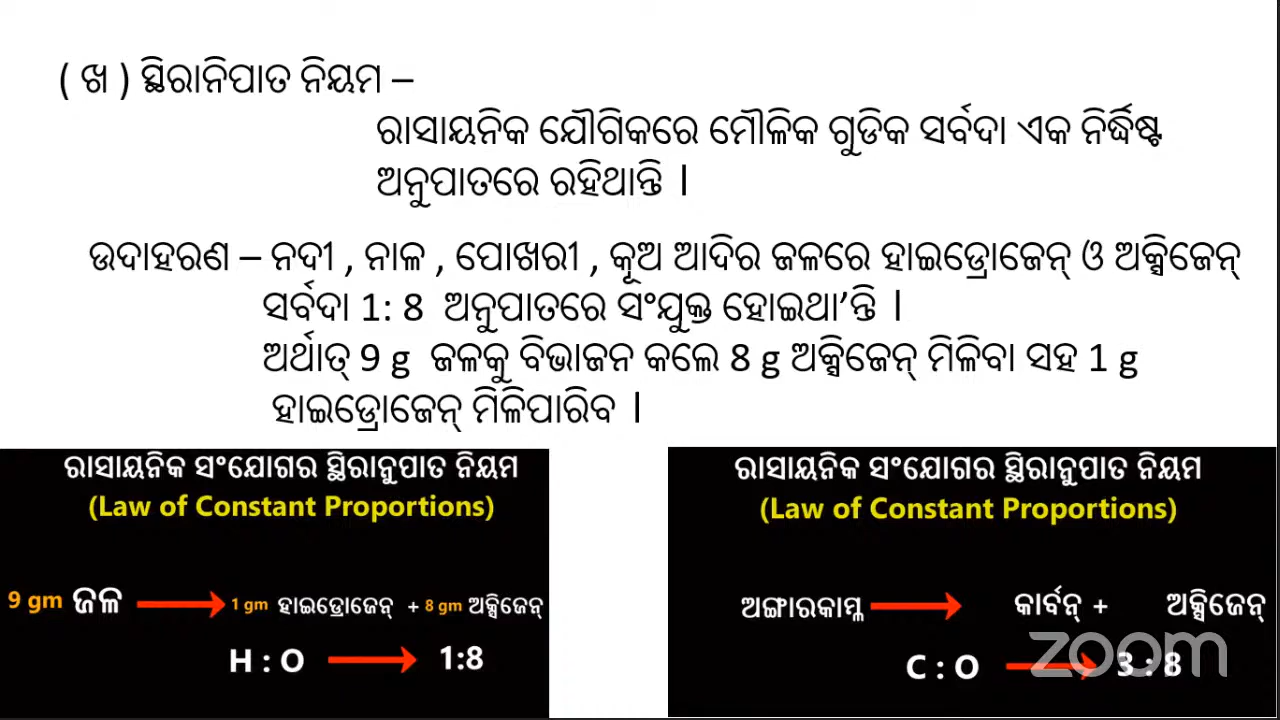 ( ଖ ) ସ୍ଥିରାନିପାତ ନିୟମ –
ରାସାୟନିକ ଯୌଗିକରେ ମୌଳିକ ଗୁଡିକ ସର୍ବଦା ଏକ ନିର୍ଦ୍ଧିଷ୍ଟ
ଅନୁପାତରେ ରହିଥାନ୍ତି ।
ଉଦାହରଣ – ନଦୀ , ନାଳ , ପୋଖରୀ , କୂଅ ଆଦିର ଜଳରେ ହାଇଡ୍ରୋଜେନ୍ ଓ ଅକ୍ସିଜେନ୍
ସର୍ବଦା 1: 8 ଅନୁପାତରେ ସଂଯୁକ୍ତ ହୋଇଥା’ନ୍ତି ।
ଅର୍ଥାତ୍ 9 g ଜଳକୁ ବିଭାଜନ କଲେ 8 g ଅକ୍ସିଜେନ୍ ମିଳିବା ସହ 1 g
ହାଇଡ୍ରୋଜେନ୍ ମିଳିପାରିବ ।
ରାସାୟନିକ ସଂଯୋଗର ସ୍ଥିରାନୁପାତ ନିୟମ
(Law of Constant Proportions)
9 gm ଜଳ 1 gm ହାଇଡ୍ରୋଜେନ୍ + 8 gm ଅକ୍ସିଜେନ୍
H : O 1:8
ରାସାୟନିକ ସଂଯୋଗର ସ୍ଥିରାନୁପାତ ନିୟମ
(Law of Constant Proportions)
ଅଙ୍ଗାରକାମ୍ଳ କାର୍ବନ୍ + ଅକ୍ସିଜେନ୍
C : O 3 : 8
zoom